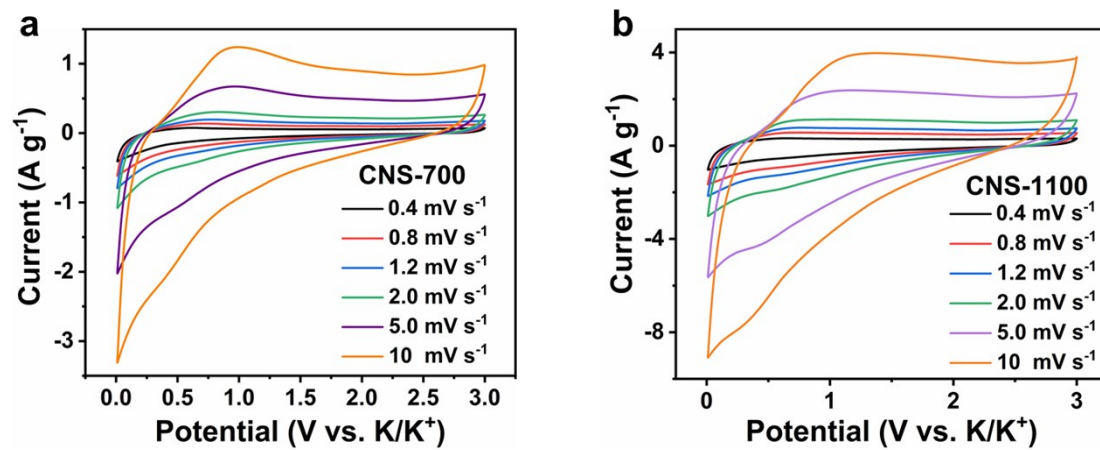 a
Current (A g⁻¹)
1
0
-1
-2
-3
CNS-700
0.4 mV s⁻¹
0.8 mV s⁻¹
1.2 mV s⁻¹
2.0 mV s⁻¹
5.0 mV s⁻¹
10 mV s⁻¹
0.0 0.5 1.0 1.5 2.0 2.5 3.0
Potential (V vs. K/K⁺)
b
Current (A g⁻¹)
4
0
-4
-8
CNS-1100
0.4 mV s⁻¹
0.8 mV s⁻¹
1.2 mV s⁻¹
2.0 mV s⁻¹
5.0 mV s⁻¹
10 mV s⁻¹
0 1 2 3
Potential (V vs. K/K⁺)